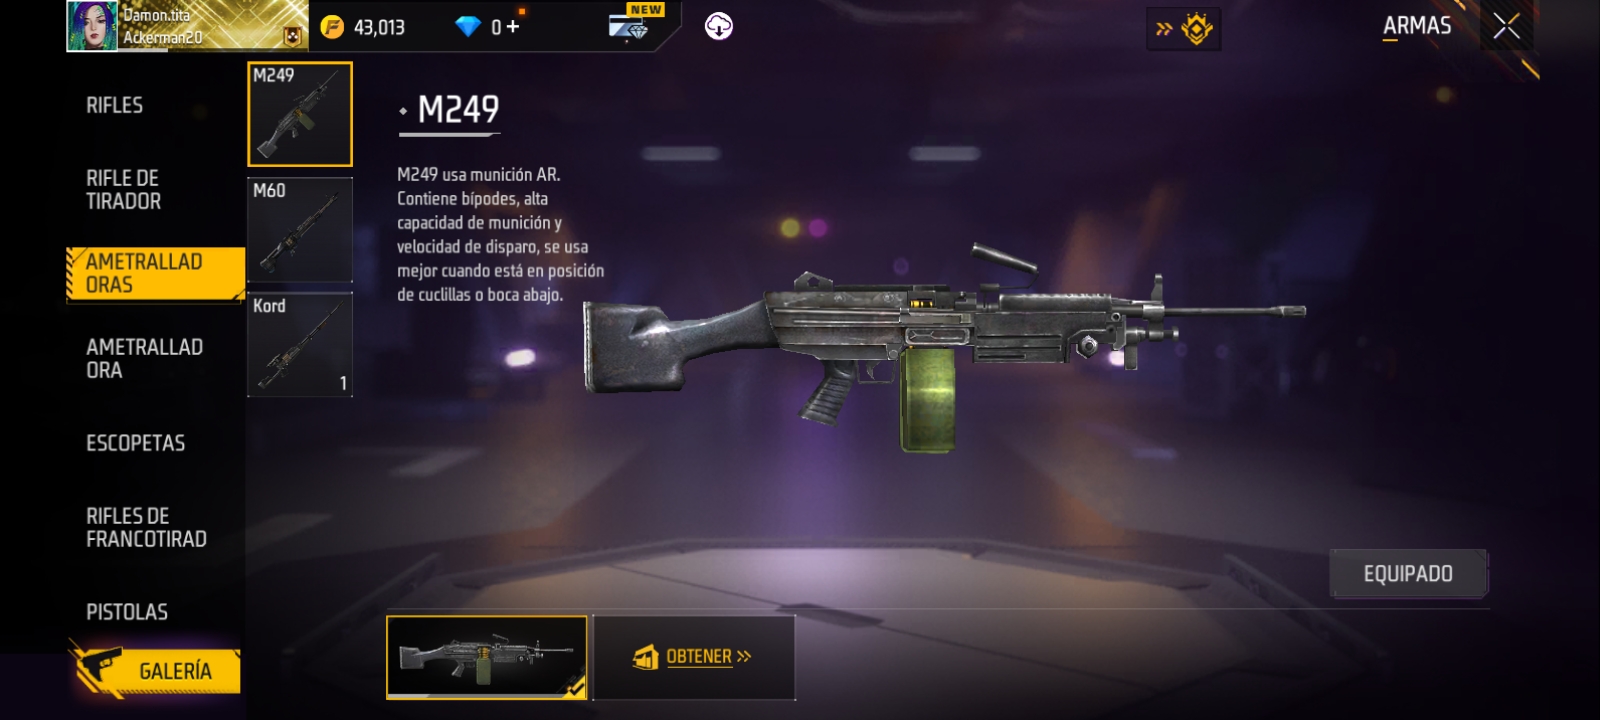 Damon.tita
Ackerman20
43,013
0 +
NEW
ARMAS
RIFLES
RIFLE DE
TIRADOR
AMETRALLAD
ORAS
AMETRALLAD
ORA
ESCOPETAS
RIFLES DE
FRANCOTIRAD
PISTOLAS
GALERÍA
M249
M60
Kord
1
M249
M249 usa munición AR.
Contiene bípodes, alta
capacidad de munición y
velocidad de disparo, se usa
mejor cuando está en posición
de cuclillas o boca abajo.
EQUIPADO
OBTENER >>